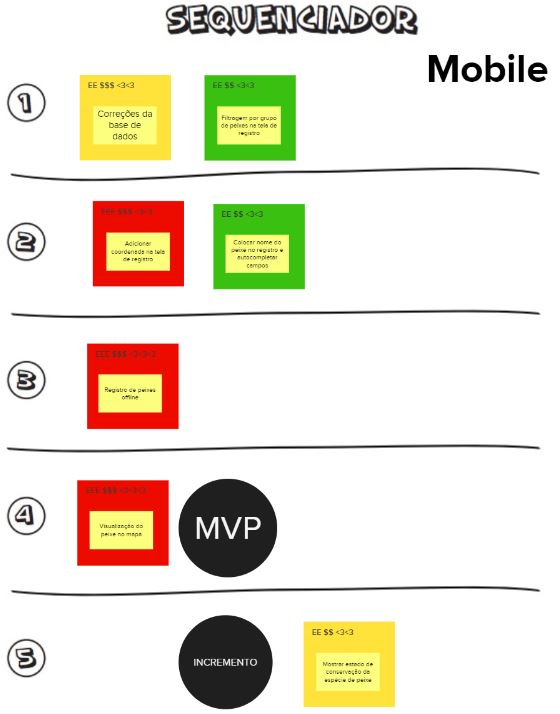 SEQUENCIADOR
Mobile
1
EE $$$ <3<3
Correções da
base de
dados
EE $$ <3<3
Filtragem por grupo
de peixes na tela de
registro
2
EEE $$$ <3<3
Adicionar
coordenada na tela
de registro
EE $$ <3<3
Colocar nome do
peixe no registro e
autocompletar
campos
3
EEE $$$ <3<3<3
Registro de peixes
offline
4
EEE $$$ <3<3<3
Visualização do
peixe no mapa
MVP
5
INCREMENTO
EE $$ <3<3
Mostrar estado de
conservação da
espécie de peixe